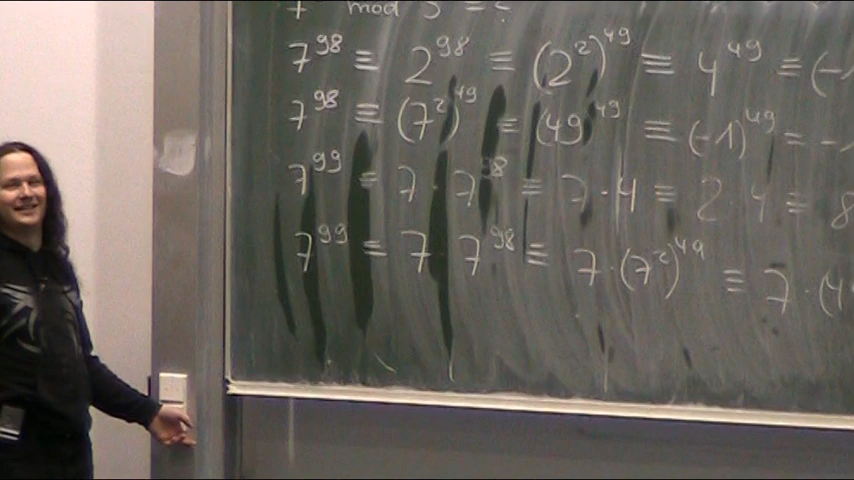 7 mod 5 = ?
7^98 ≡ 2^98 ≡ (2^2)^49 ≡ 4^49 ≡ (-
7^98 ≡ (7^2)^49 ≡ (49)^49 ≡ (-1)^49 = -
7^99 ≡ 7 · 7^98 ≡ 7 · 4 ≡ 2 · 4 ≡ 8
7^99 ≡ 7 · 7^98 ≡ 7 · (7^2)^49 ≡ 7 · (4